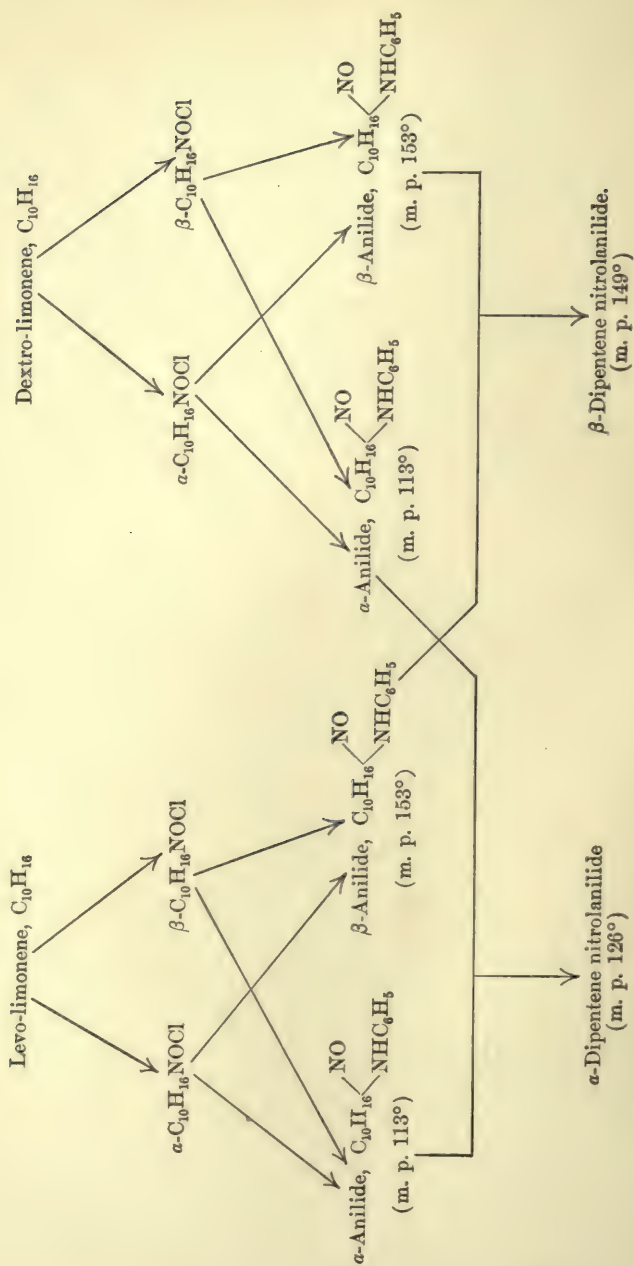 Levo-limonene, C₁₀H₁₆
Dextro-limonene, C₁₀H₁₆
α-C₁₀H₁₆NOCl
β-C₁₀H₁₆NOCl
α-C₁₀H₁₆NOCl
β-C₁₀H₁₆NOCl
NO
α-Anilide, C₁₀H₁₆
NHC₆H₅
(m. p. 113°)
NO
β-Anilide, C₁₀H₁₆
NHC₆H₅
(m. p. 153°)
NO
α-Anilide, C₁₀H₁₆
NHC₆H₅
(m. p. 113°)
NO
β-Anilide, C₁₀H₁₆
NHC₆H₅
(m. p. 153°)
α-Dipentene nitrolanilide
(m. p. 126°)
β-Dipentene nitrolanilide.
(m. p. 149°)